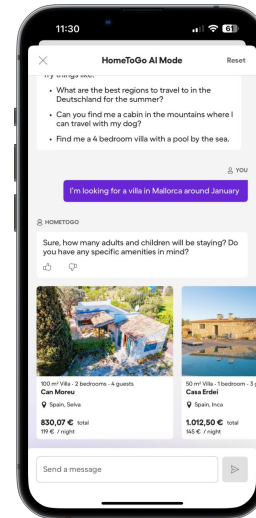 11:30
61
HomeToGo AI Mode
Reset
• What are the best regions to travel to in the
Deutschland for the summer?
• Can you find me a cabin in the mountains where I
can travel with my dog?
• Find me a 4 bedroom villa with a pool by the sea.
YOU
I'm looking for a villa in Mallorca around January
HOMETOGO
Sure, how many adults and children will be staying? Do
you have any specific amenities in mind?
100 m² Villa · 2 bedrooms · 4 guests
Can Moreu
Spain, Selva
830,07 € total
119 € / night
50 m² Villa · 1 bedroom · 3
Casa Erdei
Spain, Inca
1.012,50 € total
145 € / night
Send a message